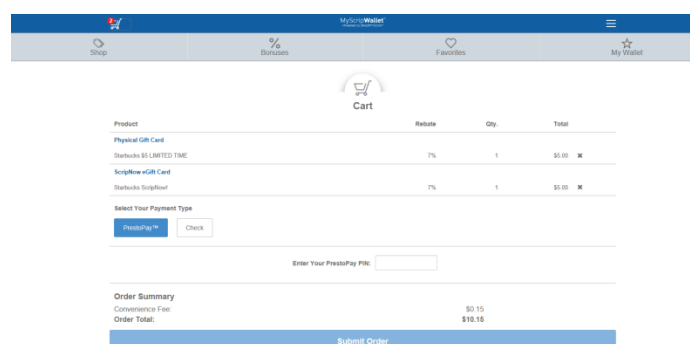 2
MyScripWallet
Shop Bonuses Favorites My Wallet
Cart
Product Rebate Qty. Total
Physical Gift Card
Starbucks $5 LIMITED TIME 7% 1 $5.00
ScripNow eGift Card
Starbucks ScripNow! 7% 1 $5.00
Select Your Payment Type
PrestoPay™ Check
Enter Your PrestoPay PIN:
Order Summary
Convenience Fee: $0.15
Order Total: $10.15
Submit Order